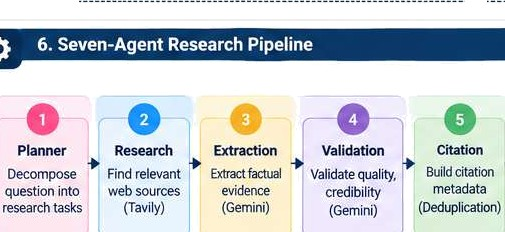 6. Seven-Agent Research Pipeline
1
2
3
4
5
Planner
Decompose
question into
research tasks
Research
Find relevant
web sources
(Tavily)
Extraction
Extract factual
evidence
(Gemini)
Validation
Validate quality,
credibility
(Gemini)
Citation
Build citation
metadata
(Deduplication)